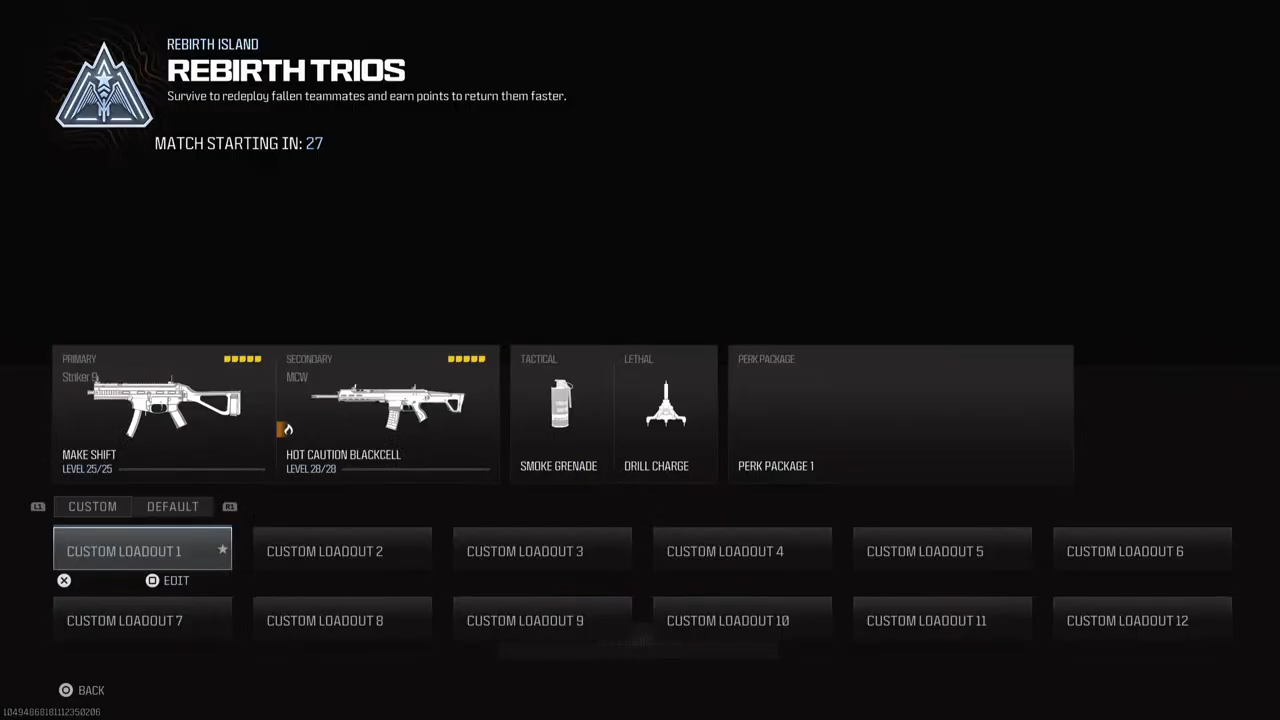 REBIRTH ISLAND
REBIRTH TRIOS
Survive to redeploy fallen teammates and earn points to return them faster.
MATCH STARTING IN: 27
PRIMARY
Striker 9
MAKE SHIFT
LEVEL 25/25
SECONDARY
MCW
HOT CAUTION BLACKCELL
LEVEL 28/28
TACTICAL
SMOKE GRENADE
LETHAL
DRILL CHARGE
PERK PACKAGE
PERK PACKAGE 1
L1 CUSTOM DEFAULT R1
CUSTOM LOADOUT 1 CUSTOM LOADOUT 2 CUSTOM LOADOUT 3 CUSTOM LOADOUT 4 CUSTOM LOADOUT 5 CUSTOM LOADOUT 6
EDIT
CUSTOM LOADOUT 7 CUSTOM LOADOUT 8 CUSTOM LOADOUT 9 CUSTOM LOADOUT 10 CUSTOM LOADOUT 11 CUSTOM LOADOUT 12
BACK